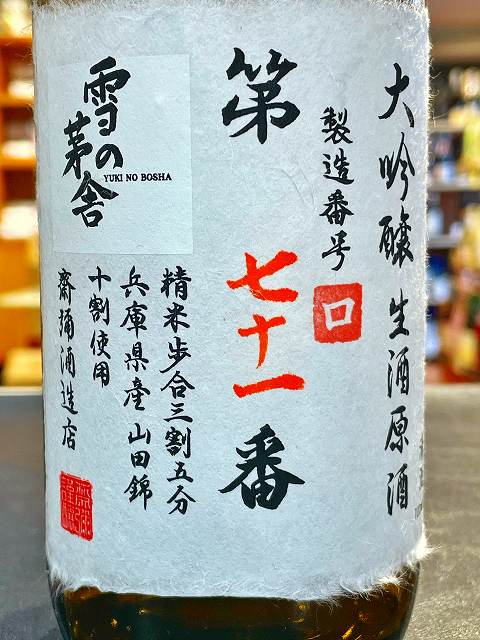 大吟醸生酒原酒
製造番号
口
第七十一番
雪の茅舎
YUKI NO BOSHA
精米歩合三割五分
兵庫県産山田錦
十割使用
齋彌酒造店